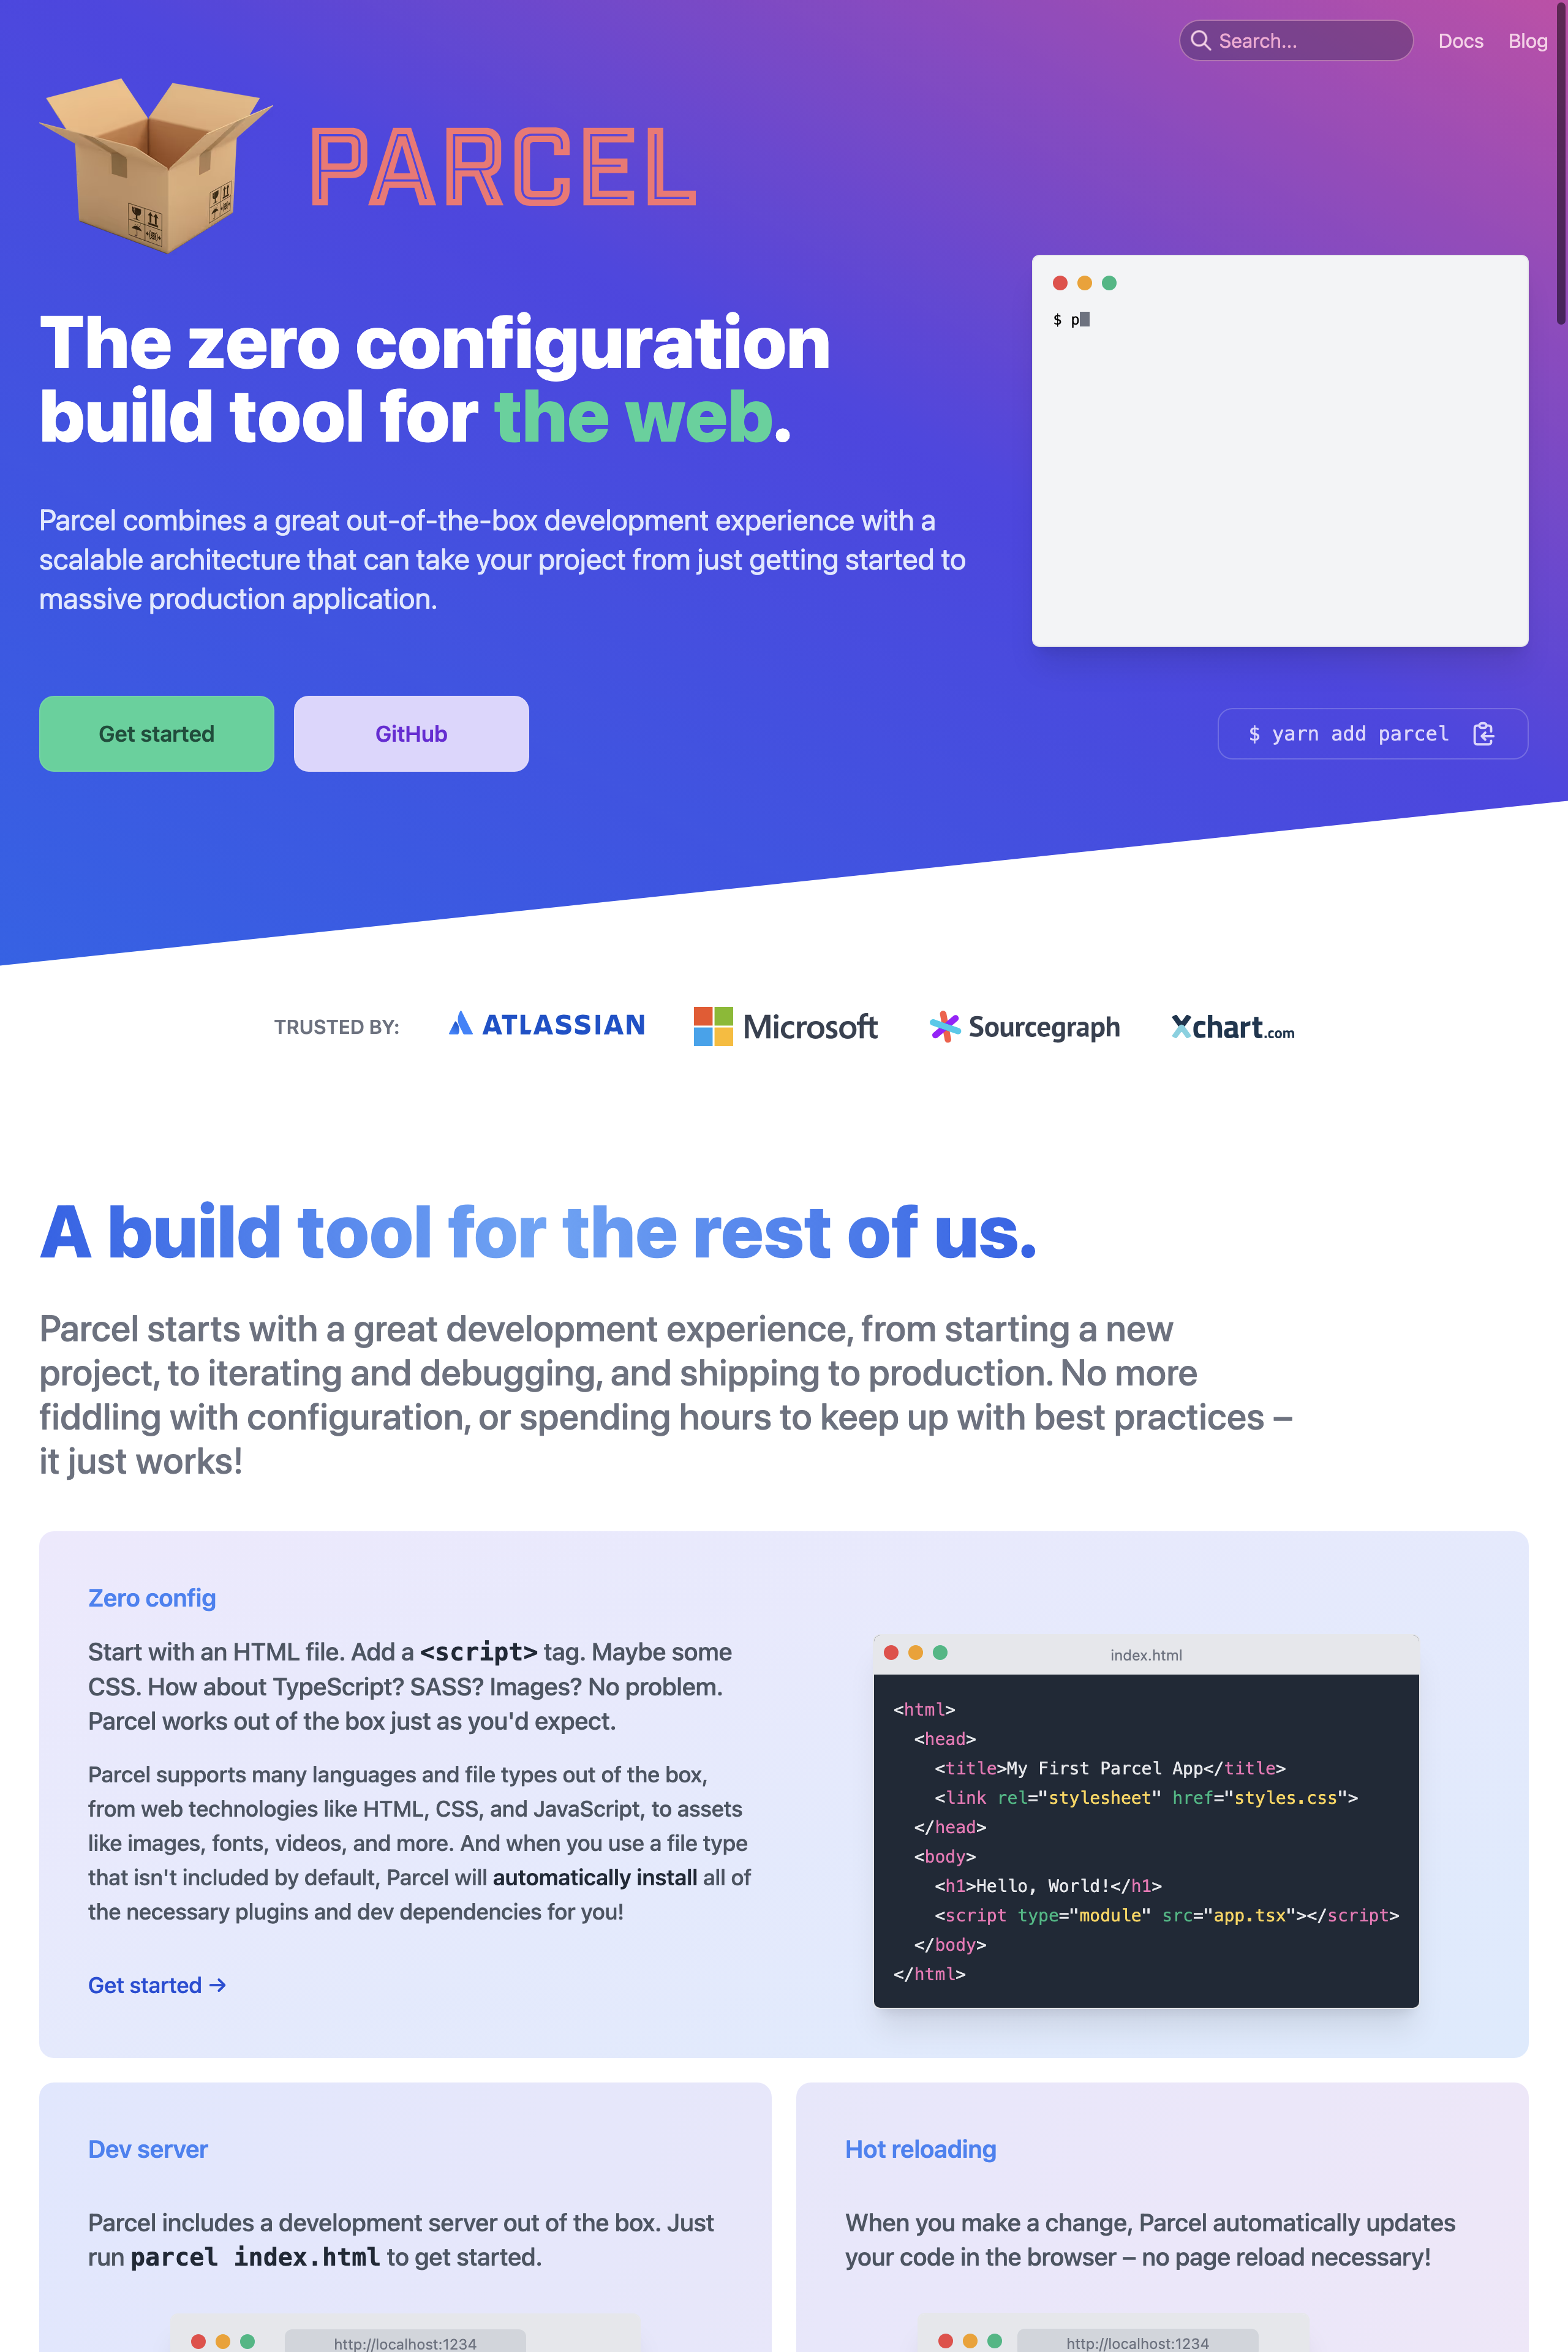 Search...
Docs
Blog
PARCEL
The zero configuration
build tool for the web.
Parcel combines a great out-of-the-box development experience with a
scalable architecture that can take your project from just getting started to
massive production application.
$ p
Get started
GitHub
$ yarn add parcel
TRUSTED BY:
ATLASSIAN
Microsoft
Sourcegraph
Xchart.com
A build tool for the rest of us.
Parcel starts with a great development experience, from starting a new
project, to iterating and debugging, and shipping to production. No more
fiddling with configuration, or spending hours to keep up with best practices –
it just works!
Zero config
Start with an HTML file. Add a <script> tag. Maybe some
CSS. How about TypeScript? SASS? Images? No problem.
Parcel works out of the box just as you'd expect.
Parcel supports many languages and file types out of the box,
from web technologies like HTML, CSS, and JavaScript, to assets
like images, fonts, videos, and more. And when you use a file type
that isn't included by default, Parcel will automatically install all of
the necessary plugins and dev dependencies for you!
Get started →
index.html
<html>
<head>
<title>My First Parcel App</title>
<link rel="stylesheet" href="styles.css">
</head>
<body>
<h1>Hello, World!</h1>
<script type="module" src="app.tsx"></script>
</body>
</html>
Dev server
Parcel includes a development server out of the box. Just
run parcel index.html to get started.
http://localhost:1234
Hot reloading
When you make a change, Parcel automatically updates
your code in the browser – no page reload necessary!
http://localhost:1234